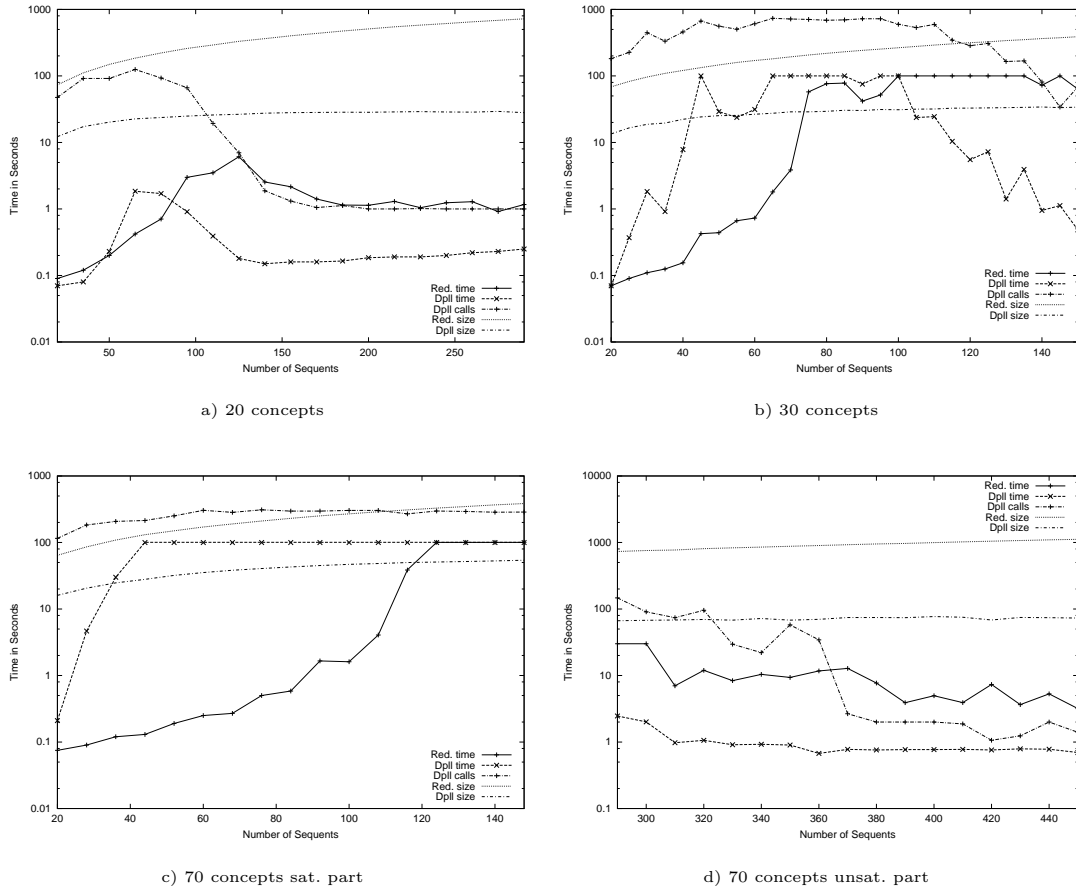 1000
100
10
1
0.1
0.01
Time in Seconds
50 100 150 200 250
Number of Sequents
Red. time
Dpll time
Dpll calls
Red. size
Dpll size
a) 20 concepts
1000
100
10
1
0.1
0.01
Time in Seconds
20 40 60 80 100 120 140
Number of Sequents
Red. time
Dpll time
Dpll calls
Red. size
Dpll size
b) 30 concepts
1000
100
10
1
0.1
0.01
Time in Seconds
20 40 60 80 100 120 140
Number of Sequents
Red. time
Dpll time
Dpll calls
Red. size
Dpll size
c) 70 concepts sat. part
10000
1000
100
10
1
0.1
Time in Seconds
300 320 340 360 380 400 420 440
Number of Sequents
Red. time
Dpll time
Dpll calls
Red. size
Dpll size
d) 70 concepts unsat. part